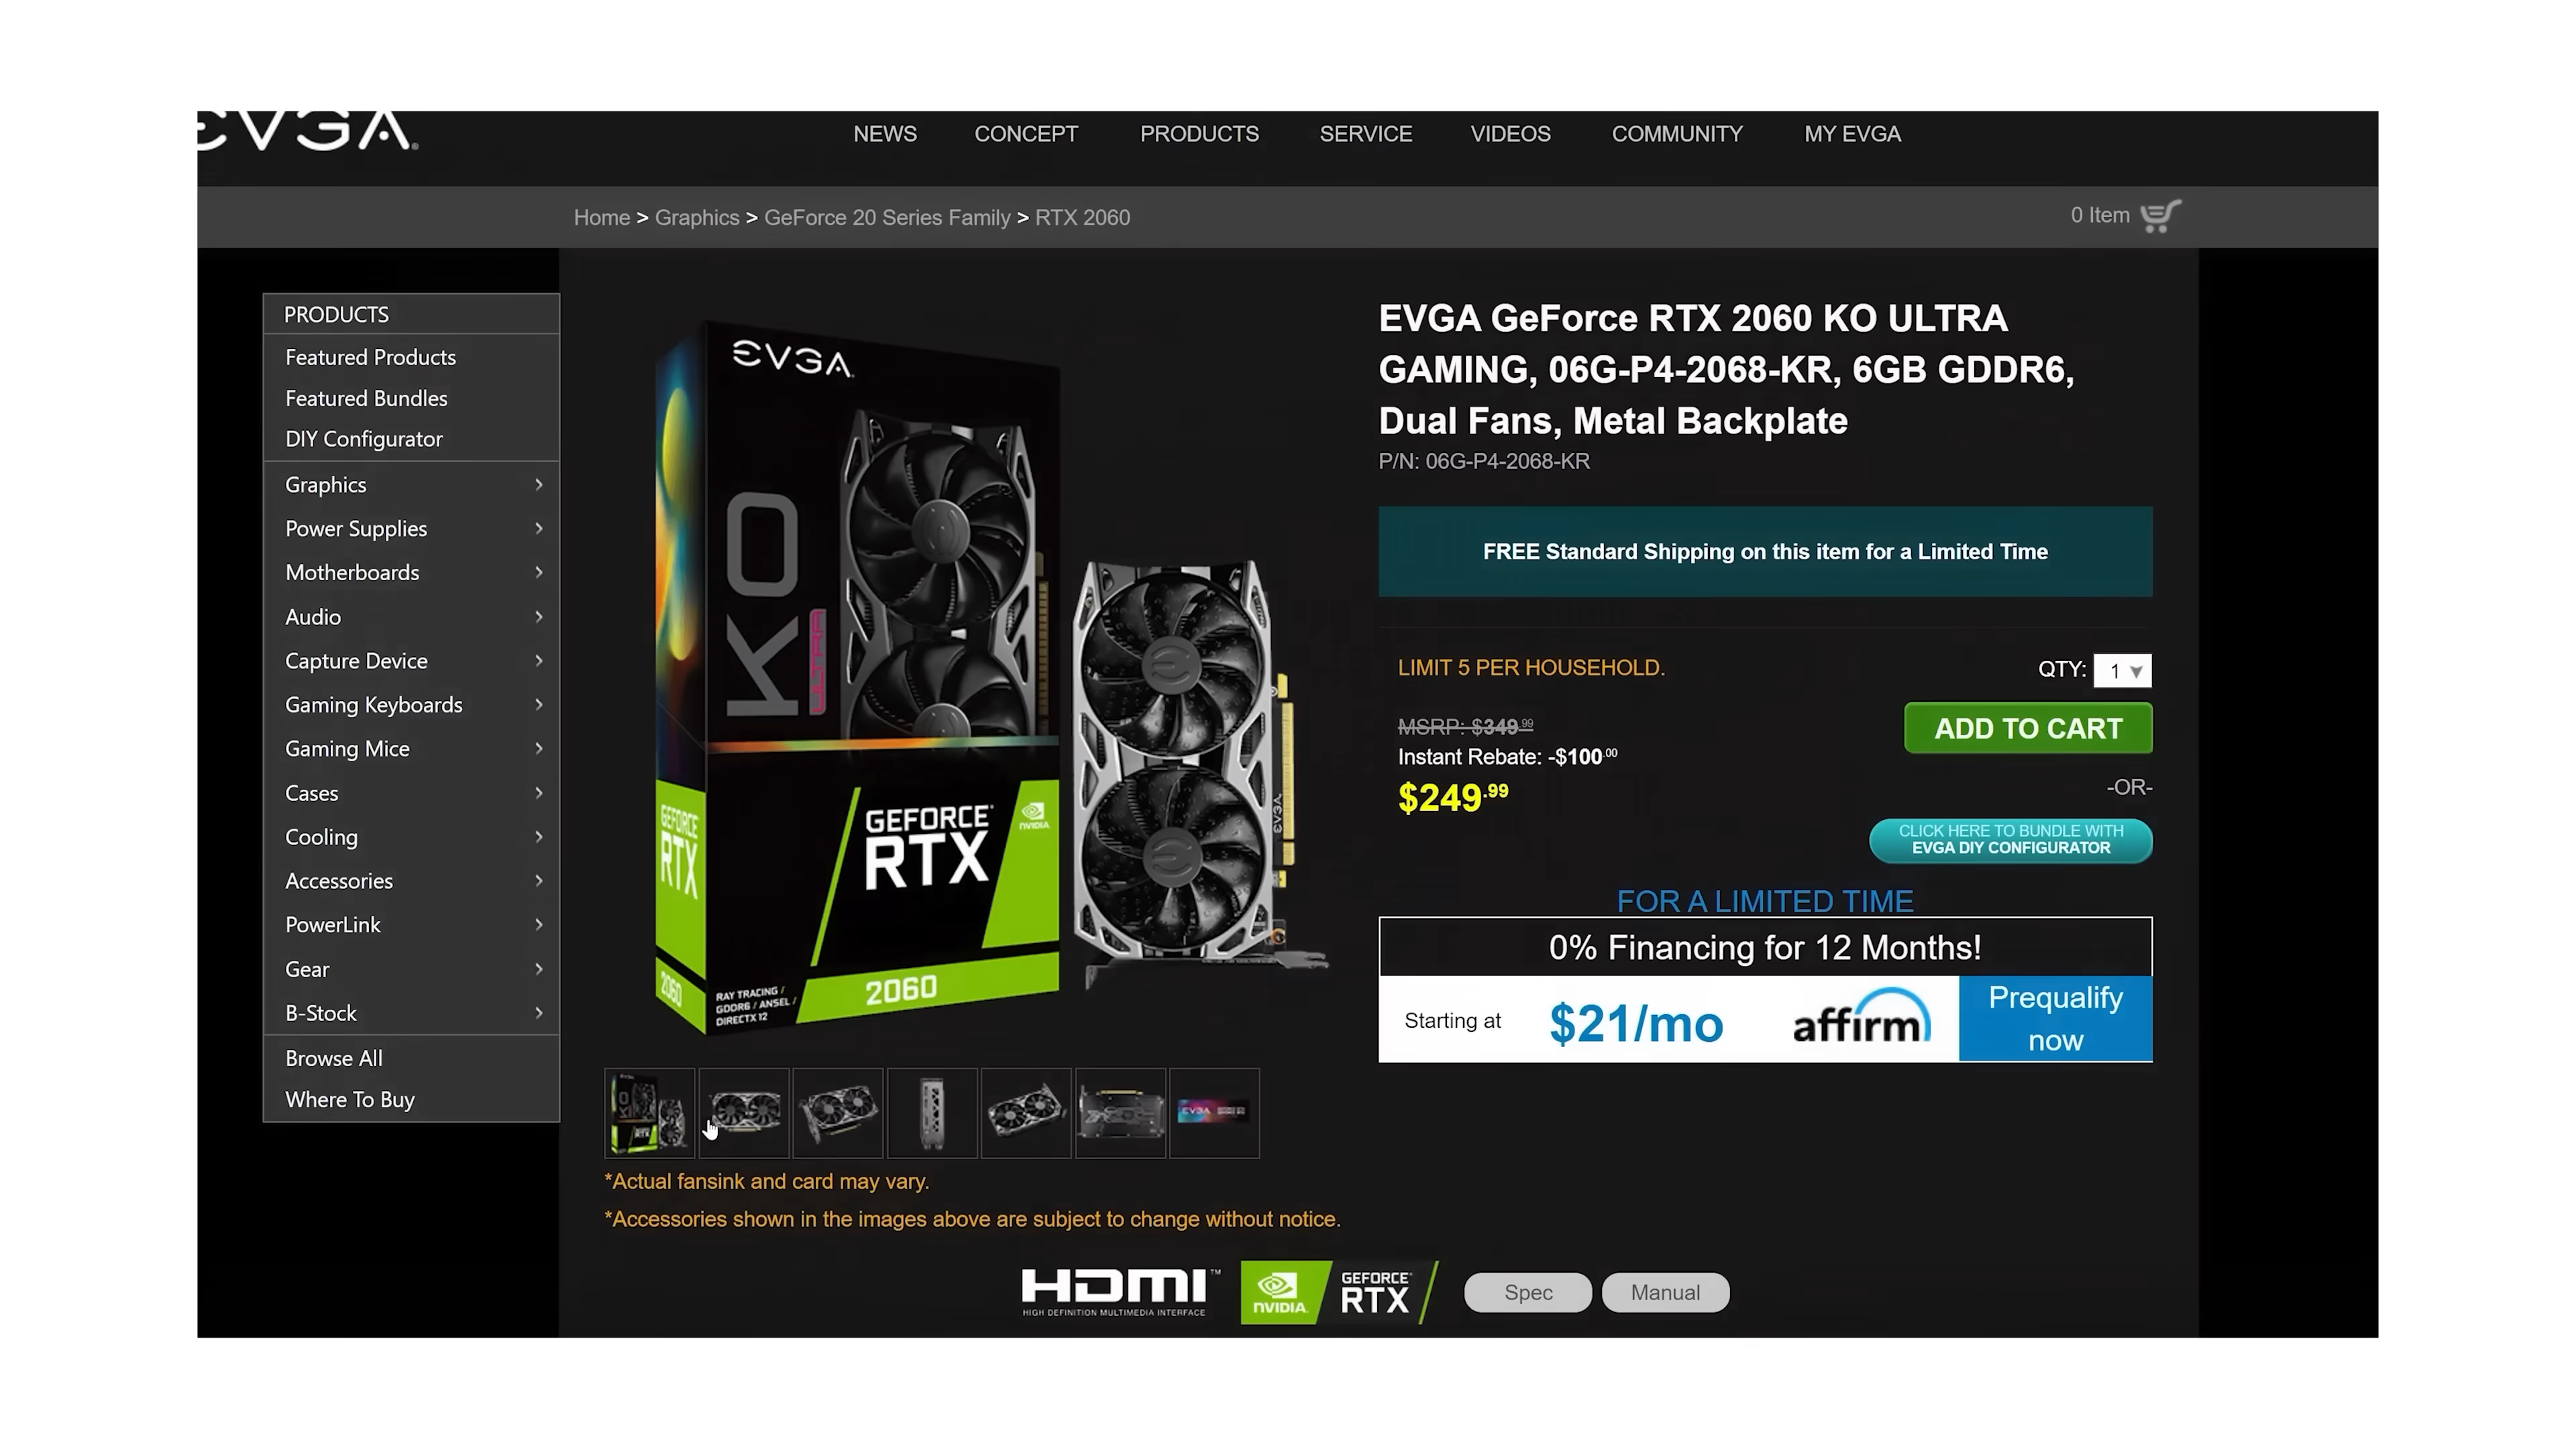 EVGA
NEWS CONCEPT PRODUCTS SERVICE VIDEOS COMMUNITY MY EVGA
Home > Graphics > GeForce 20 Series Family > RTX 2060
0 Item
PRODUCTS
Featured Products
Featured Bundles
DIY Configurator
Graphics
Power Supplies
Motherboards
Audio
Capture Device
Gaming Keyboards
Gaming Mice
Cases
Cooling
Accessories
PowerLink
Gear
B-Stock
Browse All
Where To Buy
EVGA
KO
ULTRA
GEFORCE
RTX
2060
GEFORCE
RTX
NVIDIA
2060
RAY TRACING /
GDDR6 / ANSEL /
DIRECTX 12
EVGA
*Actual fansink and card may vary.
*Accessories shown in the images above are subject to change without notice.
EVGA GeForce RTX 2060 KO ULTRA
GAMING, 06G-P4-2068-KR, 6GB GDDR6,
Dual Fans, Metal Backplate
P/N: 06G-P4-2068-KR
FREE Standard Shipping on this item for a Limited Time
LIMIT 5 PER HOUSEHOLD.
QTY: 1
MSRP: $349.99
Instant Rebate: -$100.00
$249.99
ADD TO CART
-OR-
CLICK HERE TO BUNDLE WITH
EVGA DIY CONFIGURATOR
FOR A LIMITED TIME
0% Financing for 12 Months!
Starting at $21/mo affirm
Prequalify
now
HDMI™
HIGH DEFINITION MULTIMEDIA INTERFACE
NVIDIA
GEFORCE
RTX
Spec
Manual